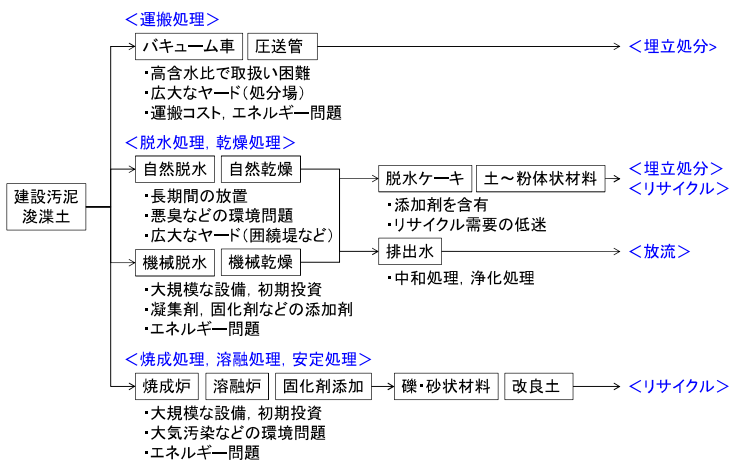 ＜運搬処理＞
バキューム車 圧送管
＜埋立処分>
・高含水比で取扱い困難
・広大なヤード（処分場）
・運搬コスト，エネルギー問題
＜脱水処理，乾燥処理＞
自然脱水 自然乾燥
・長期間の放置
・悪臭などの環境問題
・広大なヤード（囲繞堤など）
建設汚泥
浚渫土
機械脱水 機械乾燥
・大規模な設備，初期投資
・凝集剤，固化剤などの添加剤
・エネルギー問題
脱水ケーキ 土～粉体状材料
＜埋立処分＞
＜リサイクル＞
・添加剤を含有
・リサイクル需要の低迷
排出水
＜放流＞
・中和処理，浄化処理
＜焼成処理，溶融処理，安定処理＞
焼成炉 溶融炉 固化剤添加 礫・砂状材料 改良土
＜リサイクル＞
・大規模な設備，初期投資
・大気汚染などの環境問題
・エネルギー問題